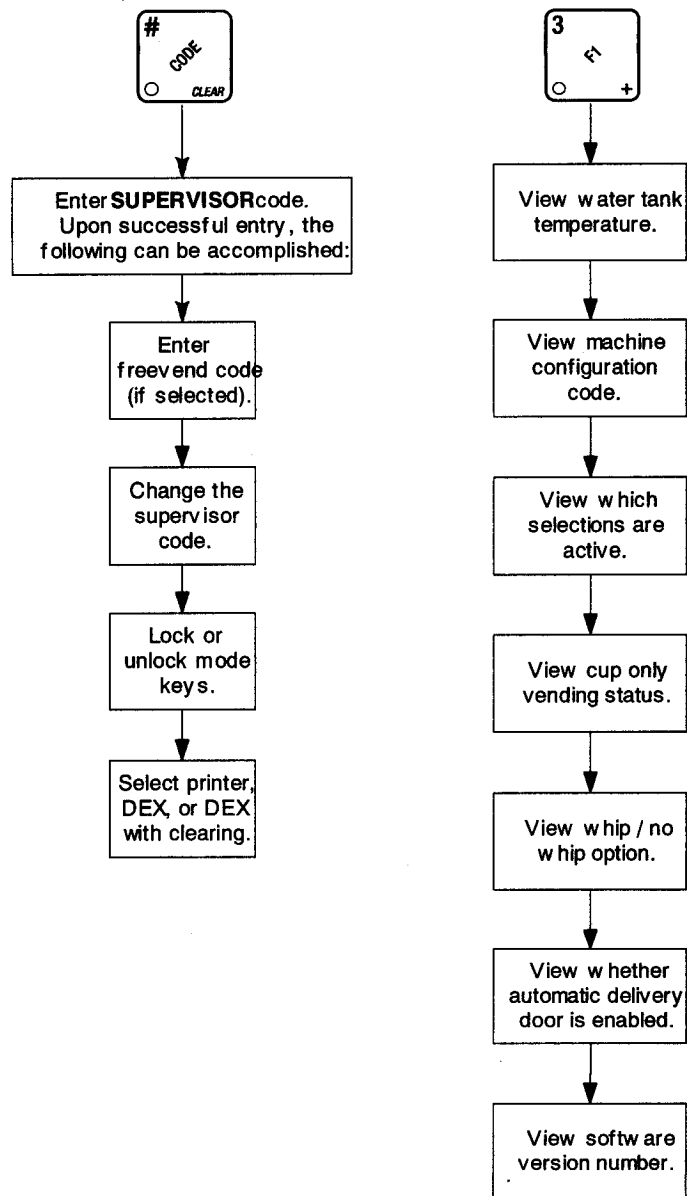 #
CODE
CLEAR
Enter SUPERVISOR code.
Upon successful entry, the
following can be accomplished:
Enter
freevend code
(if selected).
Change the
supervisor
code.
Lock or
unlock mode
keys.
Select printer,
DEX, or DEX
with clearing.
3
F1
+
View water tank
temperature.
View machine
configuration
code.
View which
selections are
active.
View cup only
vending status.
View whip / no
whip option.
View whether
automatic delivery
door is enabled.
View software
version number.